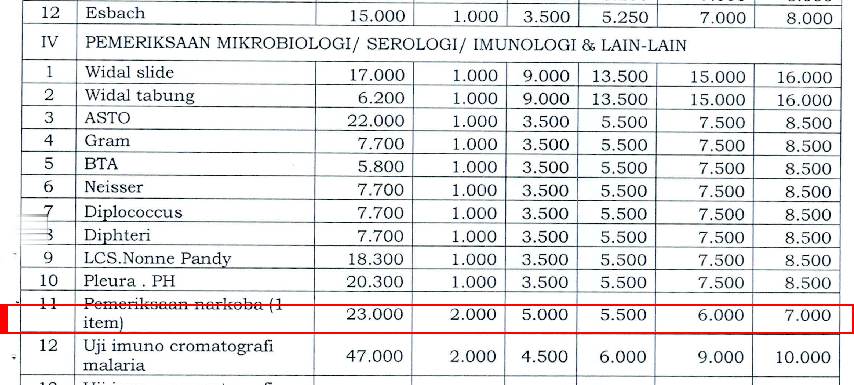 12 Esbach 15.000 1.000 3.500 5.250 7.000 8.000
IV PEMERIKSAAN MIKROBIOLOGI/ SEROLOGI/ IMUNOLOGI & LAIN-LAIN
1 Widal slide 17.000 1.000 9.000 13.500 15.000 16.000
2 Widal tabung 6.200 1.000 9.000 13.500 15.000 16.000
3 ASTO 22.000 1.000 3.500 5.500 7.500 8.500
4 Gram 7.700 1.000 3.500 5.500 7.500 8.500
5 BTA 5.800 1.000 3.500 5.500 7.500 8.500
6 Neisser 7.700 1.000 3.500 5.500 7.500 8.500
7 Diplococcus 7.700 1.000 3.500 5.500 7.500 8.500
8 Diphteri 7.700 1.000 3.500 5.500 7.500 8.500
9 LCS.Nonne Pandy 18.300 1.000 3.500 5.500 7.500 8.500
10 Pleura . PH 20.300 1.000 3.500 5.500 7.500 8.500
11 Pemeriksaan narkoba (1
item) 23.000 2.000 5.000 5.500 6.000 7.000
12 Uji imuno cromatografi
malaria 47.000 2.000 4.500 6.000 9.000 10.000